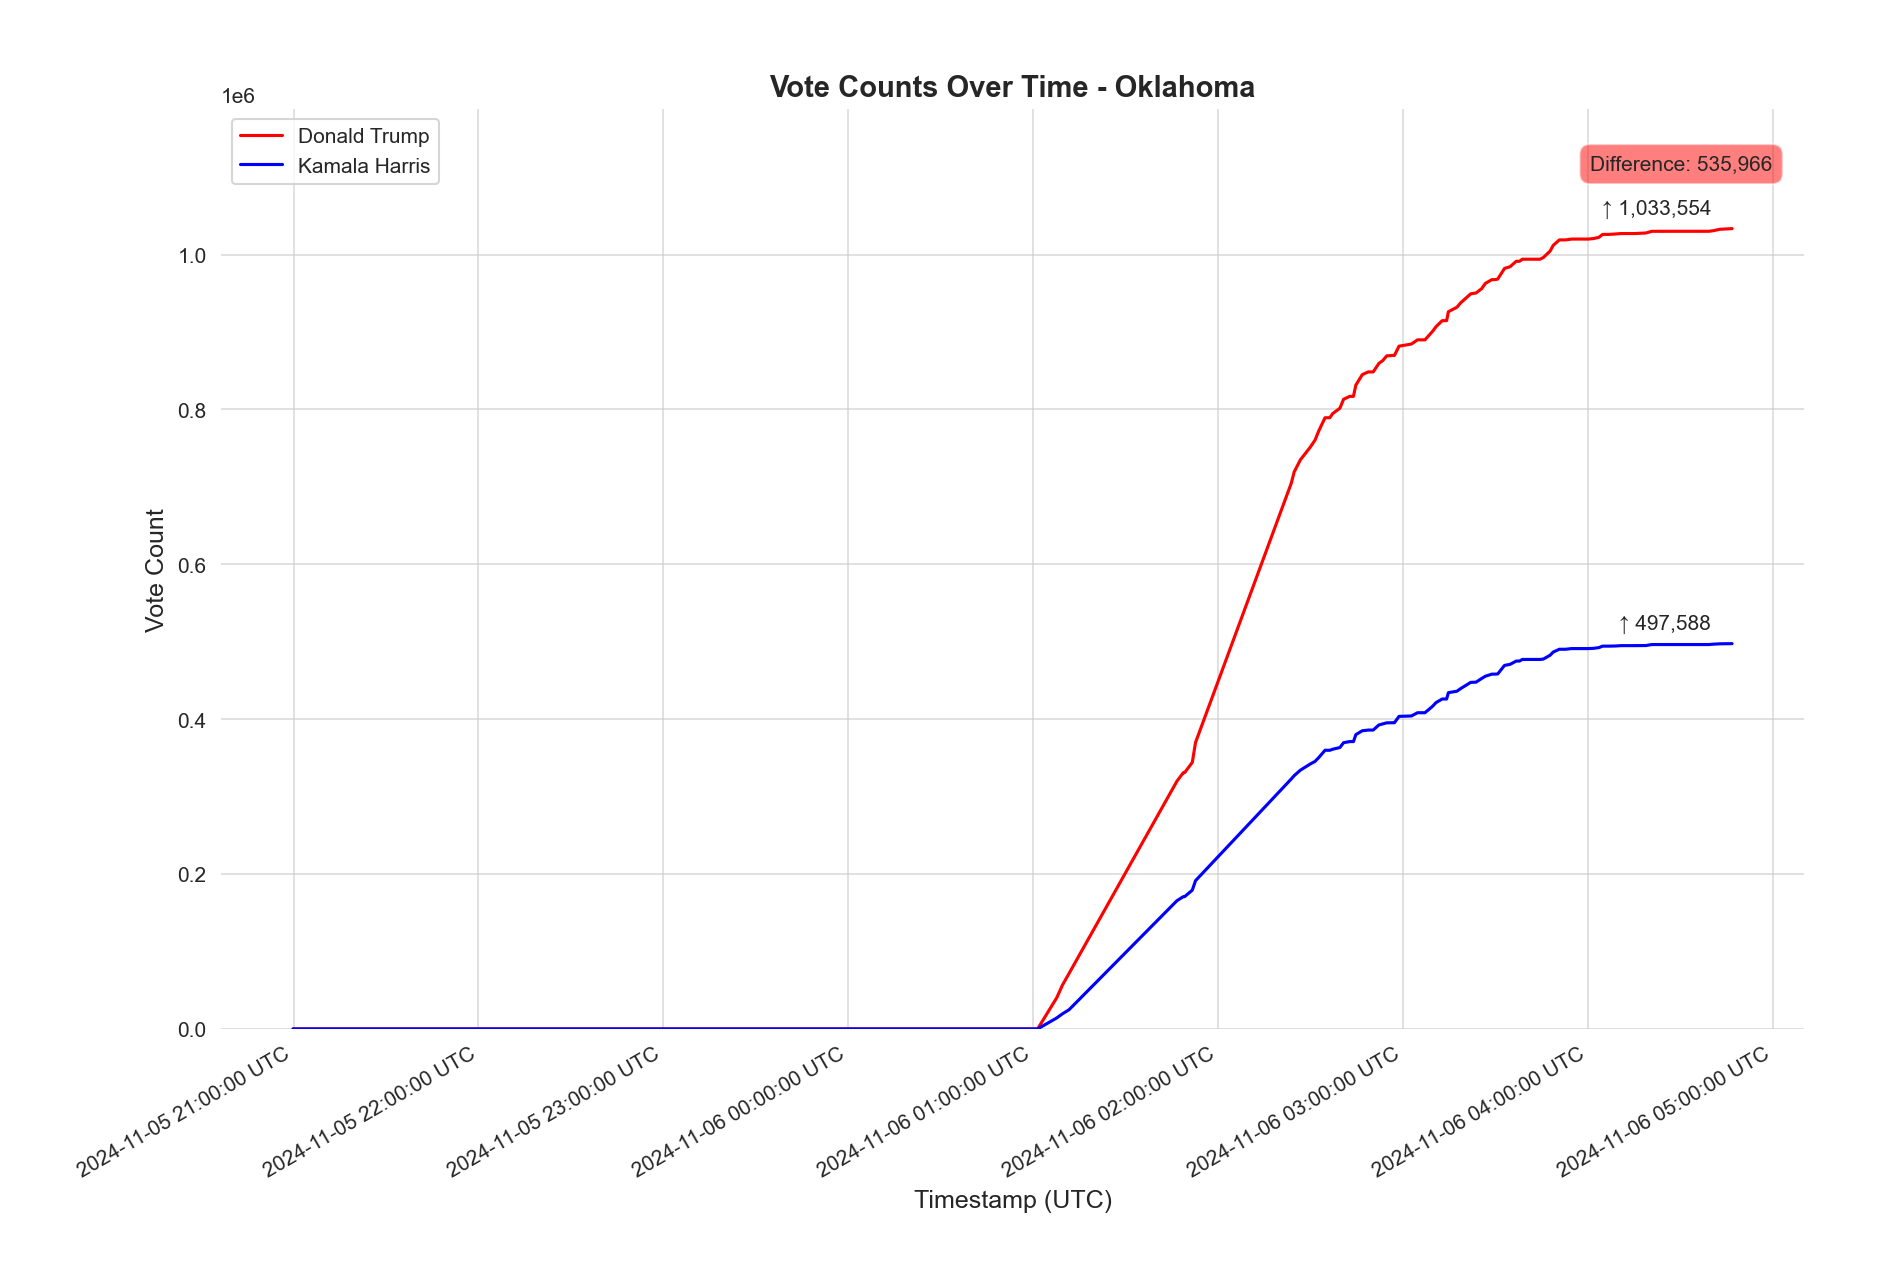 Vote Counts Over Time - Oklahoma
1e6
Donald Trump
Kamala Harris
Difference: 535,966
↑ 1,033,554
↑ 497,588
1.0
0.8
0.6
0.4
0.2
0.0
Vote Count
2024-11-05 21:00:00 UTC
2024-11-05 22:00:00 UTC
2024-11-05 23:00:00 UTC
2024-11-06 00:00:00 UTC
2024-11-06 01:00:00 UTC
2024-11-06 02:00:00 UTC
2024-11-06 03:00:00 UTC
2024-11-06 04:00:00 UTC
2024-11-06 05:00:00 UTC
Timestamp (UTC)